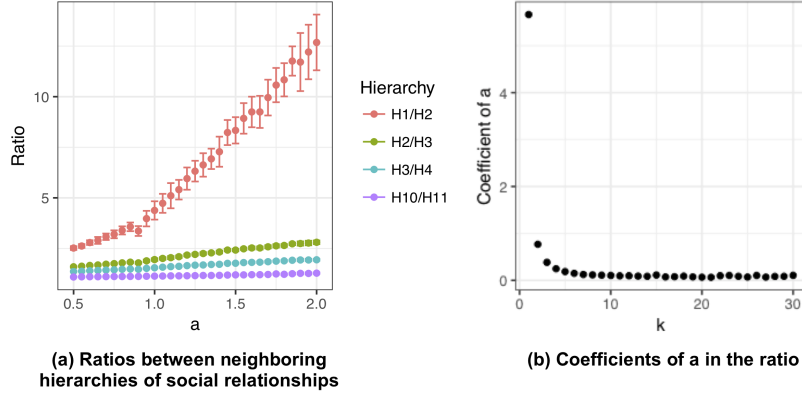 Ratio
10
5
0.5 1.0 1.5 2.0
a
Hierarchy
H1/H2
H2/H3
H3/H4
H10/H11
(a) Ratios between neighboring
hierarchies of social relationships
Coefficient of a
4
2
0
0 10 20 30
k
(b) Coefficients of a in the ratio